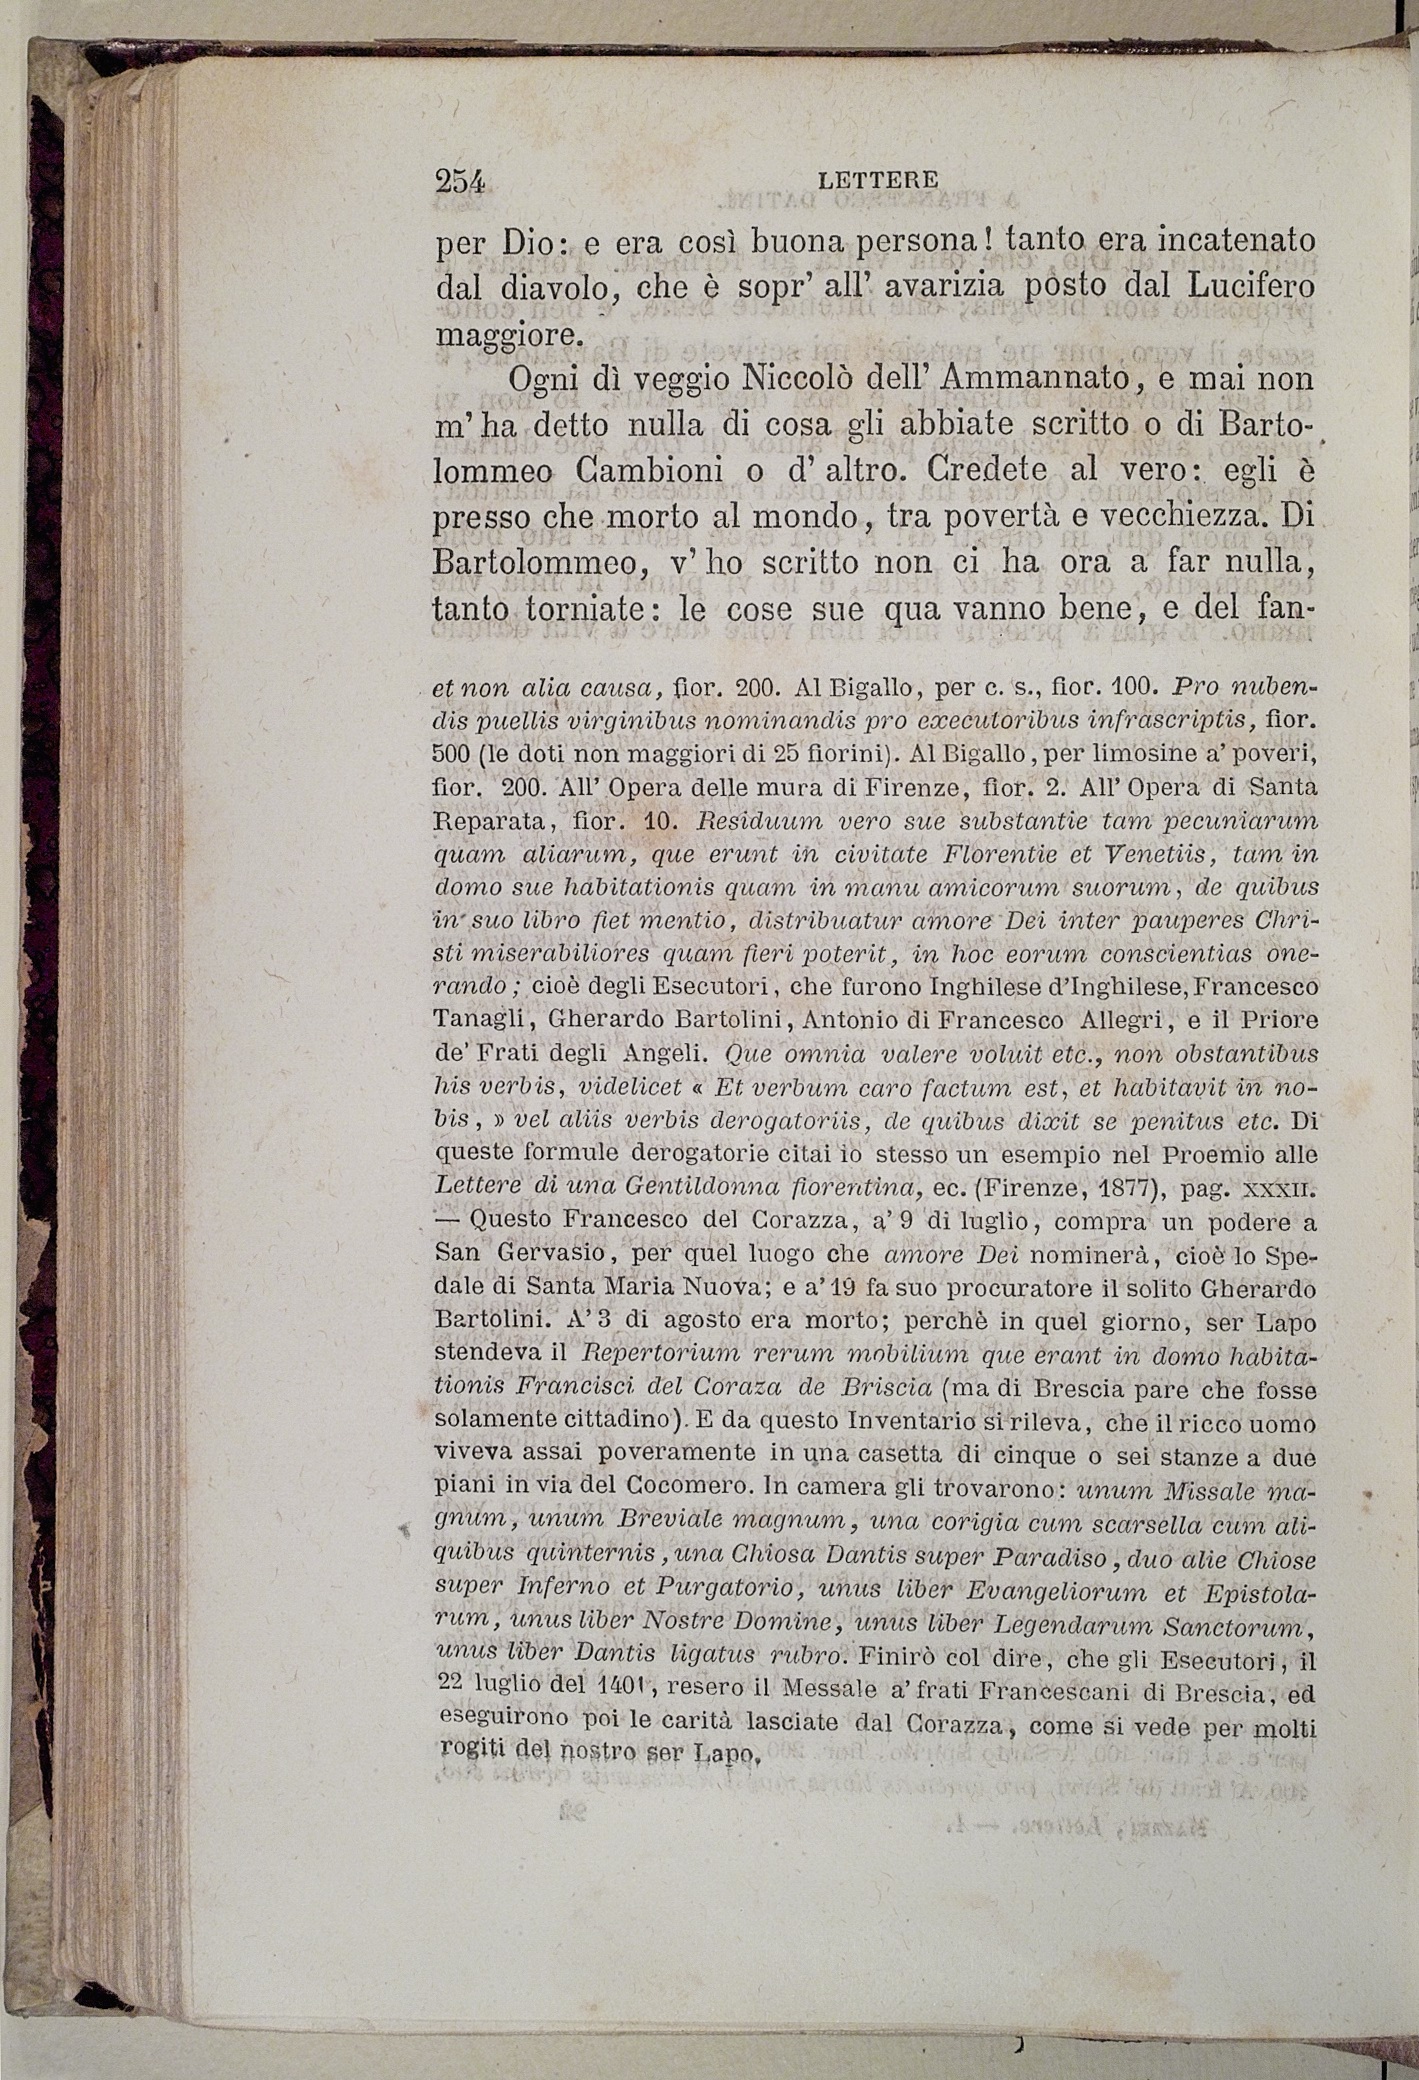 254 LETTERE
per Dio: e era così buona persona! tanto era incatenato
dal diavolo, che è sopr' all' avarizia posto dal Lucifero
maggiore.
Ogni dì veggio Niccolò dell' Ammannato, e mai non
m' ha detto nulla di cosa gli abbiate scritto o di Barto-
lommeo Cambioni o d' altro. Credete al vero: egli è
presso che morto al mondo, tra povertà e vecchiezza. Di
Bartolommeo, v' ho scritto non ci ha ora a far nulla,
tanto torniate: le cose sue qua vanno bene, e del fan-
et non alia causa, fior. 200. Al Bigallo, per c. s., fior. 100. Pro nuben-
dis puellis virginibus nominandis pro executoribus infrascriptis, fior.
500 (le doti non maggiori di 25 fiorini). Al Bigallo, per limosine a' poveri,
fior. 200. All' Opera delle mura di Firenze, fior. 2. All' Opera di Santa
Reparata, fior. 10. Residuum vero sue substantie tam pecuniarum
quam aliarum, que erunt in civitate Florentie et Venetiis, tam in
domo sue habitationis quam in manu amicorum suorum, de quibus
in suo libro fiet mentio, distribuatur amore Dei inter pauperes Chri-
sti miserabiliores quam fieri poterit, in hoc eorum conscientias one-
rando; cioè degli Esecutori, che furono Inghilese d'Inghilese, Francesco
Tanagli, Gherardo Bartolini, Antonio di Francesco Allegri, e il Priore
de' Frati degli Angeli. Que omnia valere voluit etc., non obstantibus
his verbis, videlicet « Et verbum caro factum est, et habitavit in no-
bis, » vel aliis verbis derogatoriis, de quibus dixit se penitus etc. Di
queste formule derogatorie citai io stesso un esempio nel Proemio alle
Lettere di una Gentildonna fiorentina, ec. (Firenze, 1877), pag. XXXII.
— Questo Francesco del Corazza, a' 9 di luglio, compra un podere a
San Gervasio, per quel luogo che amore Dei nominerà, cioè lo Spe-
dale di Santa Maria Nuova; e a' 19 fa suo procuratore il solito Gherardo
Bartolini. A' 3 di agosto era morto; perchè in quel giorno, ser Lapo
stendeva il Repertorium rerum mobilium que erant in domo habita-
tionis Francisci del Coraza de Briscia (ma di Brescia pare che fosse
solamente cittadino). E da questo Inventario si rileva, che il ricco uomo
viveva assai poveramente in una casetta di cinque o sei stanze a due
piani in via del Cocomero. In camera gli trovarono: unum Missale ma-
gnum, unum Breviale magnum, una corigia cum scarsella cum ali-
quibus quinternis, una Chiosa Dantis super Paradiso, duo alie Chiose
super Inferno et Purgatorio, unus liber Evangeliorum et Epistola-
rum, unus liber Nostre Domine, unus liber Legendarum Sanctorum,
unus liber Dantis ligatus rubro. Finirò col dire, che gli Esecutori, il
22 luglio del 1401, resero il Messale a' frati Francescani di Brescia, ed
eseguirono poi le carità lasciate dal Corazza, come si vede per molti
rogiti del nostro ser Lapo.